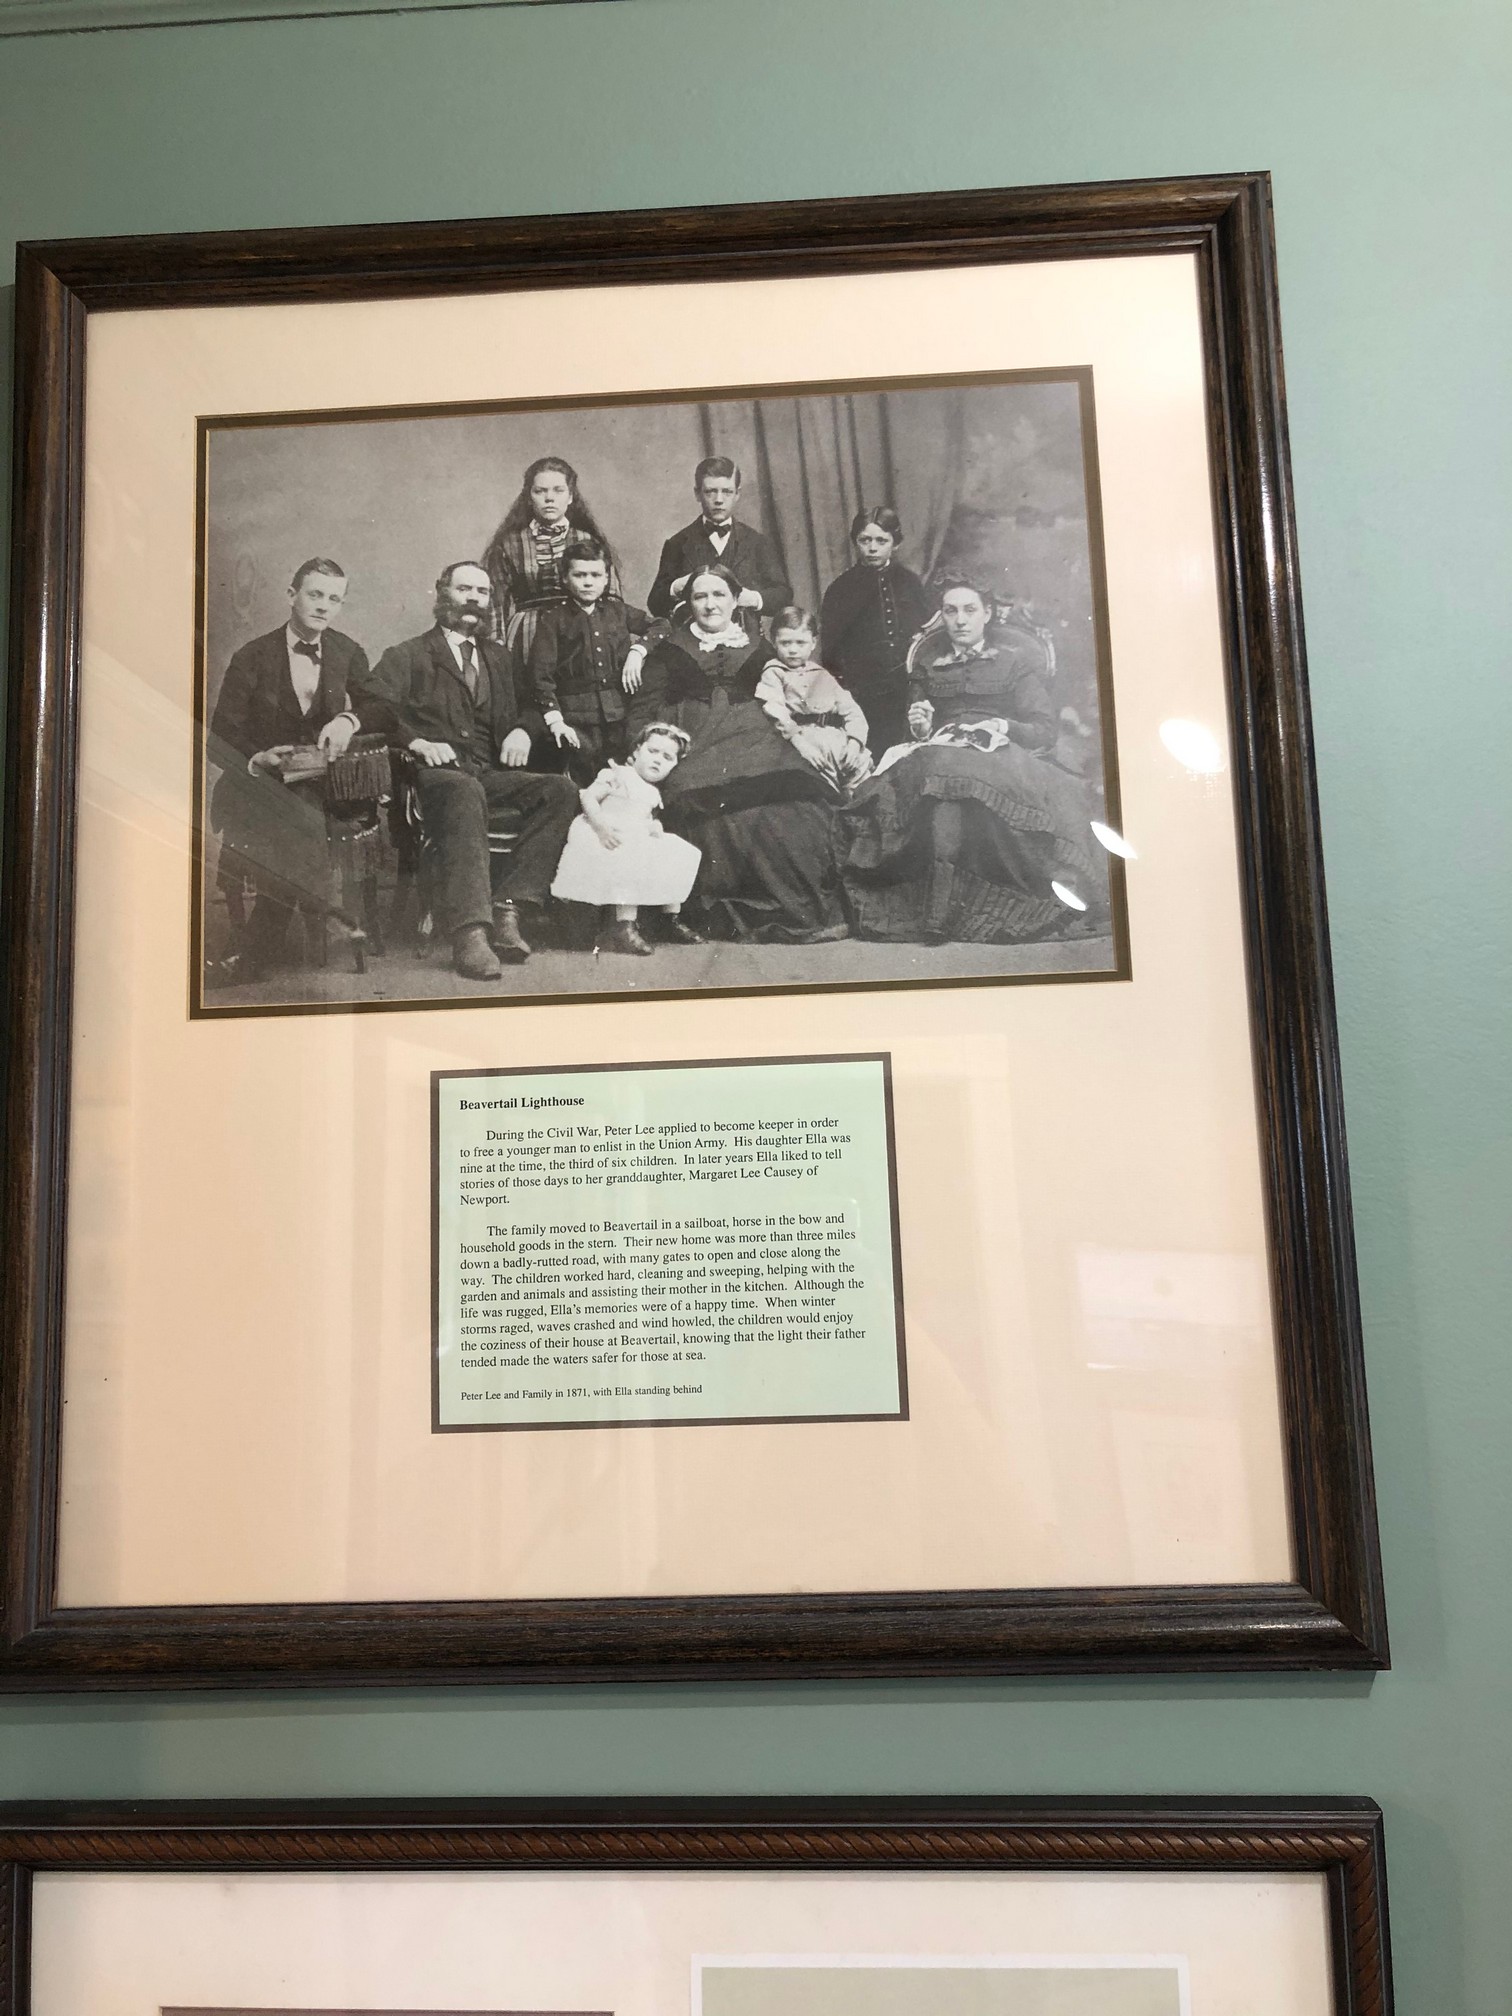 Beavertail Lighthouse
During the Civil War, Peter Lee applied to become keeper in order
to free a younger man to enlist in the Union Army. His daughter Ella was
nine at the time, the third of six children. In later years Ella liked to tell
stories of those days to her granddaughter, Margaret Lee Causey of
Newport.
The family moved to Beavertail in a sailboat, horse in the bow and
household goods in the stern. Their new home was more than three miles
down a badly-rutted road, with many gates to open and close along the
way. The children worked hard, cleaning and sweeping, helping with the
garden and animals and assisting their mother in the kitchen. Although the
life was rugged, Ella's memories were of a happy time. When winter
storms raged, waves crashed and wind howled, the children would enjoy
the coziness of their house at Beavertail, knowing that the light their father
tended made the waters safer for those at sea.
Peter Lee and Family in 1871, with Ella standing behind